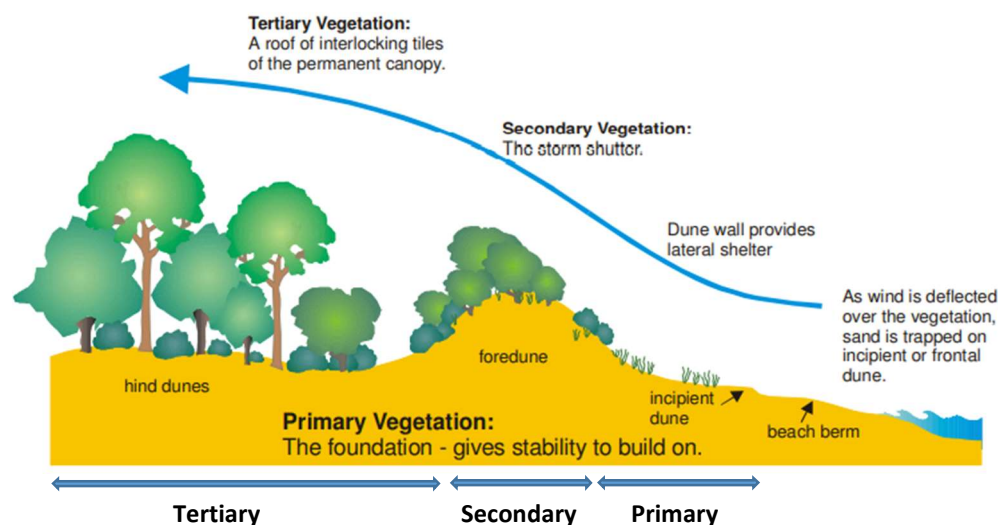 Tertiary Vegetation:
A roof of interlocking tiles
of the permanent canopy.
Secondary Vegetation:
The storm shutter.
Dune wall provides
lateral shelter
As wind is deflected
over the vegetation,
sand is trapped on
incipient or frontal
dune.
foredune
hind dunes
incipient
dune
beach berm
Primary Vegetation:
The foundation - gives stability to build on.
Tertiary
Secondary
Primary